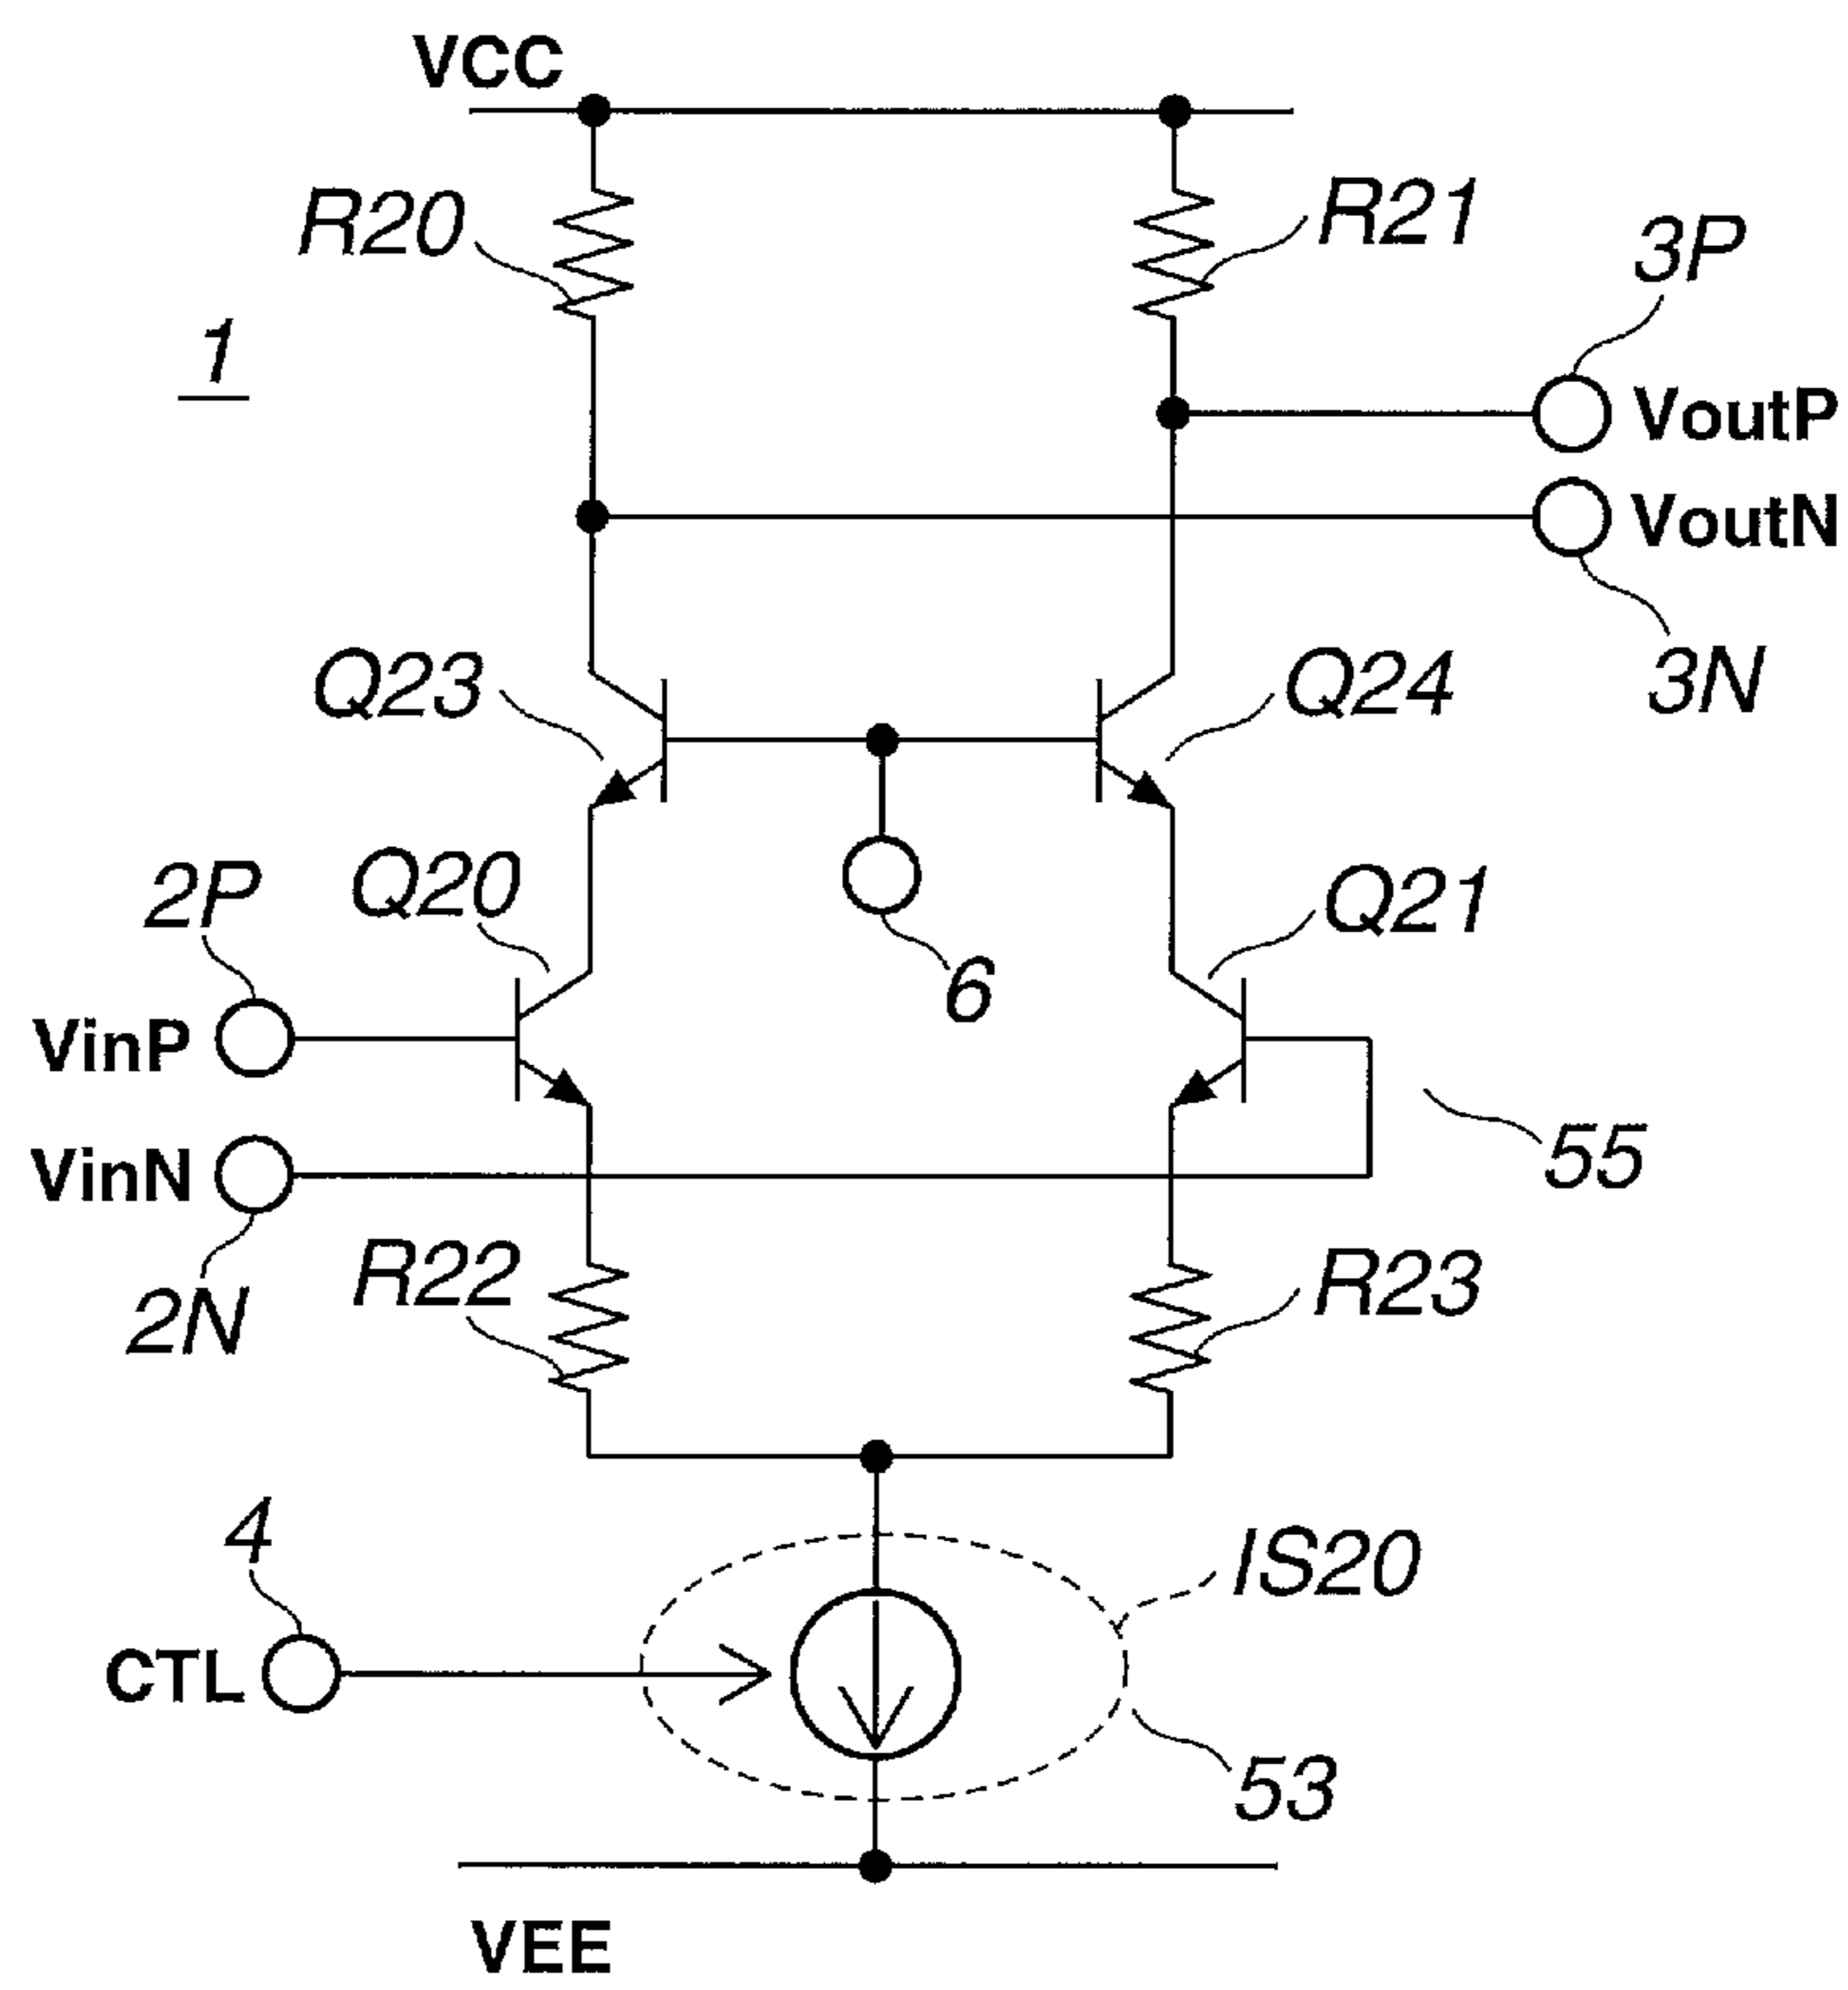 VCC
R20
R21
3P
1
VoutP
VoutN
Q23
Q24
3N
2P
Q20
Q21
6
VinP
VinN
55
2N
R22
R23
4
IS20
CTL
53
VEE